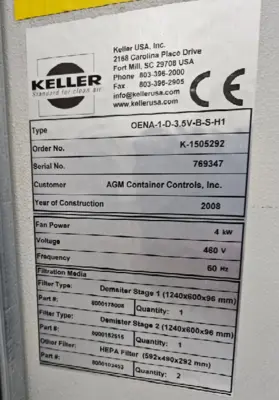 KELLER
Standard for clean air
Keller USA, Inc.
2168 Carolina Place Drive
Fort Mill, SC 29708 USA
Phone 803-396-2000
Fax 803-396-2905
info@kellerusa.com
www.kellerusa.com
CE
Type OENA-1-D-3.5V-B-S-H1
Order No. K-1505292
Serial No. 769347
Customer AGM Container Controls, Inc.
Year of Construction 2008
Fan Power 4 kW
Voltage 460 V
Frequency 60 Hz
Filtration Media
Filter Type: Demister Stage 1 (1240x600x96 mm)
Part #: Quantity: 1
Filter Type: Demister Stage 2 (1240x600x96 mm)
Part #: Quantity: 1
Other Filter: HEPA Filter (592x490x292 mm)
Part #: Quantity: 2